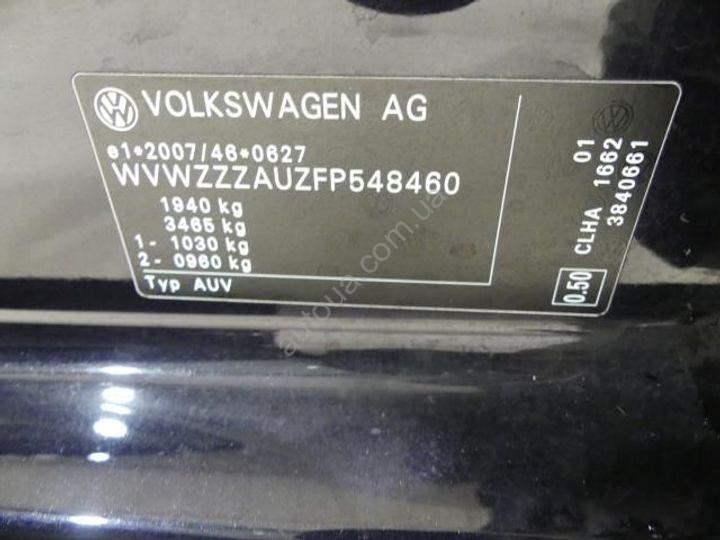 VOLKSWAGEN AG
e1*2007/46*0627
WVWZZZAUZFP548460
1940 kg
3465 kg
1- 1030 kg
2- 0960 kg
Typ AUV
01
CLHA 1662
0.50 3840661
autoua.com.ua